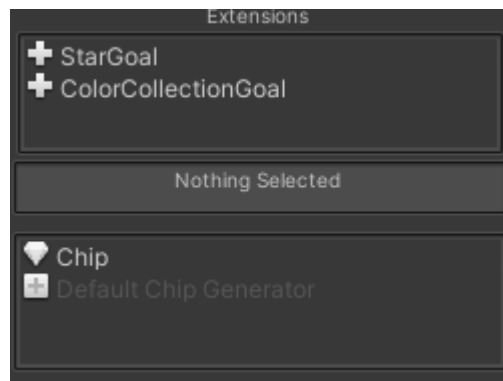 Extensions
StarGoal
ColorCollectionGoal
Nothing Selected
Chip
Default Chip Generator